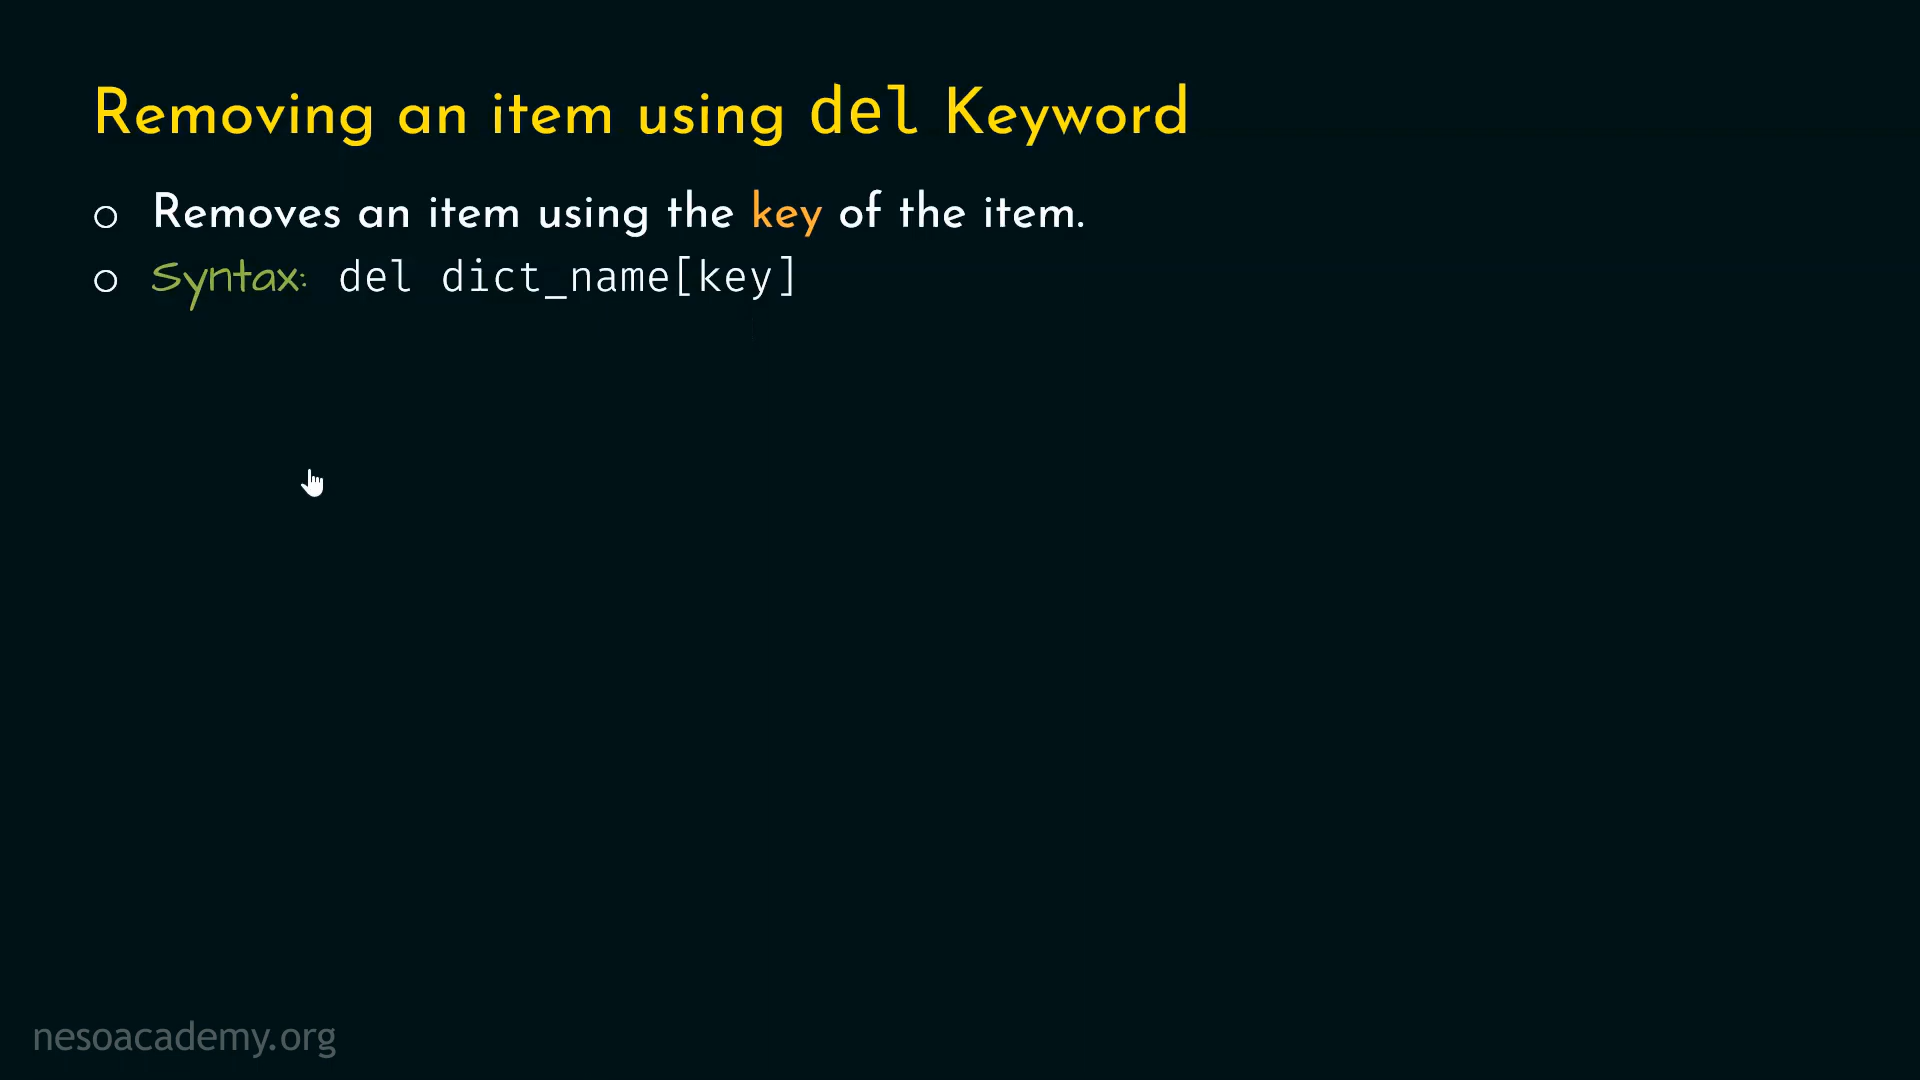 Removing an item using del Keyword
Removes an item using the key of the item.
Syntax: del dict_name[key]
nesoacademy.org